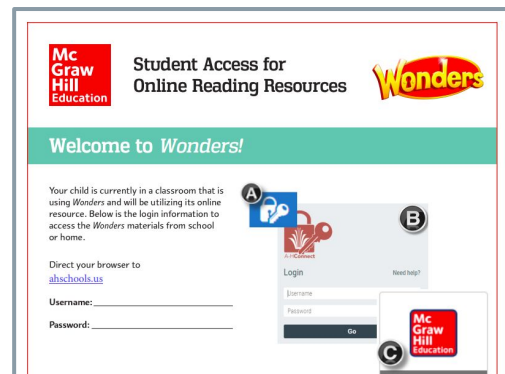 Mc
Graw
Hill
Education
Student Access for
Online Reading Resources
Wonders
Welcome to Wonders!
Your child is currently in a classroom that is
using Wonders and will be utilizing its online
resource. Below is the login information to
access the Wonders materials from school
or home.
Direct your browser to
ahschools.us
Username:
Password:
A
B
A-HConnect
Login Need help?
Username
Password
Go
C
Mc
Graw
Hill
Education